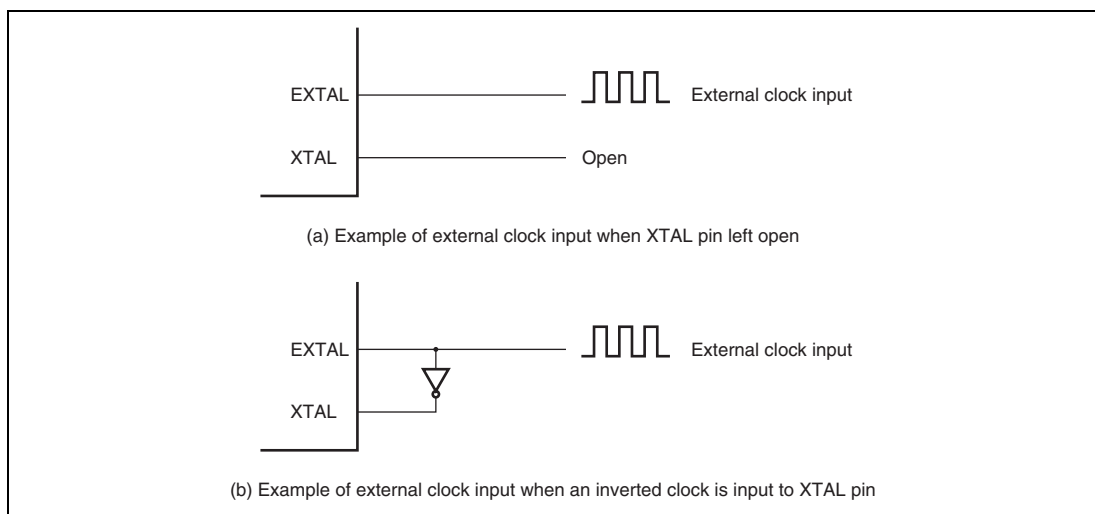 EXTAL
External clock input
XTAL
Open
(a) Example of external clock input when XTAL pin left open
EXTAL
External clock input
XTAL
(b) Example of external clock input when an inverted clock is input to XTAL pin